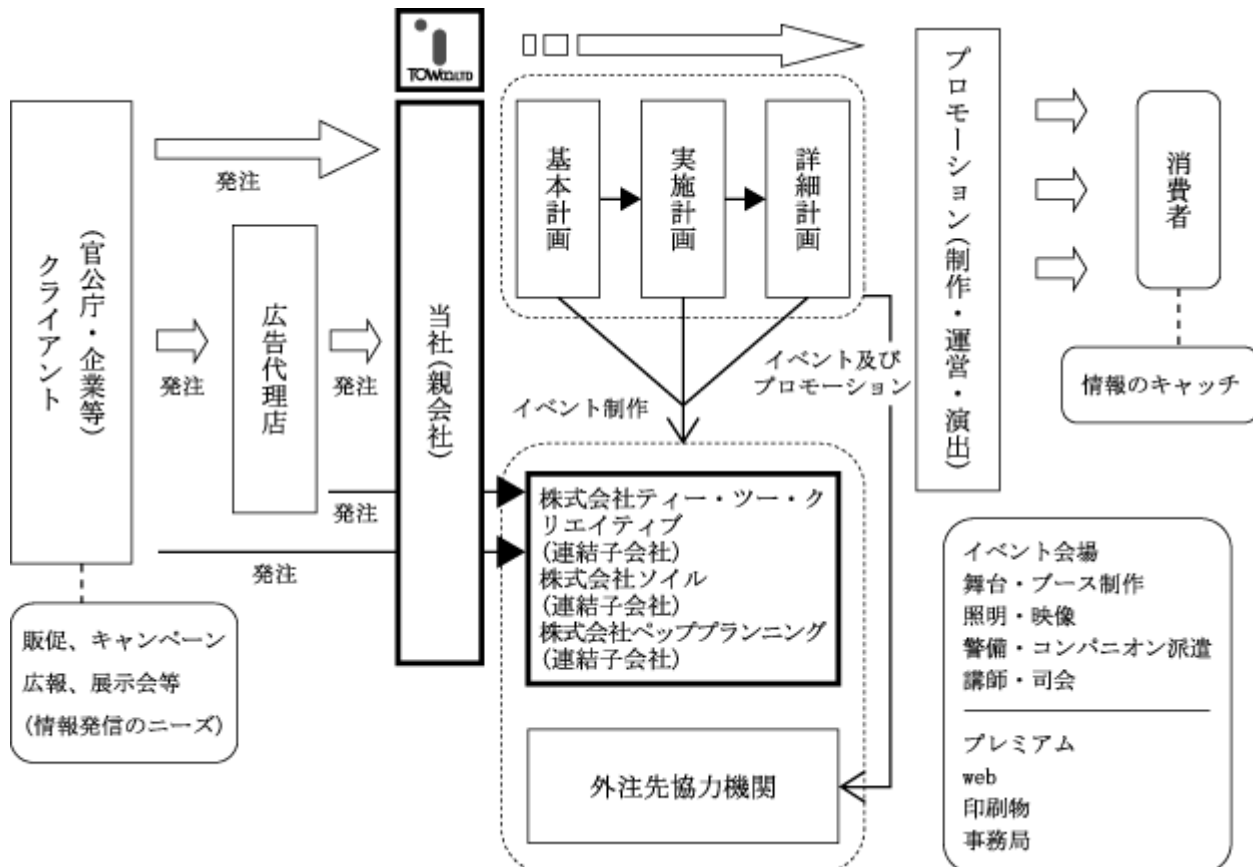 TOWCO.,LTD
クライアント
(官公庁・企業等)
発注
発注
広告代理店
発注
発注
発注
当社(親会社)
基本計画
実施計画
詳細計画
イベント制作
イベント及び
プロモーション
株式会社ティー・ツー・ク
リエイティブ
(連結子会社)
株式会社ソイル
(連結子会社)
株式会社ペッププランニング
(連結子会社)
外注先協力機関
プロモーション(制作・運営・演出)
消費者
情報のキャッチ
販促、キャンペーン
広報、展示会等
(情報発信のニーズ)
イベント会場
舞台・ブース制作
照明・映像
警備・コンパニオン派遣
講師・司会
プレミアム
web
印刷物
事務局